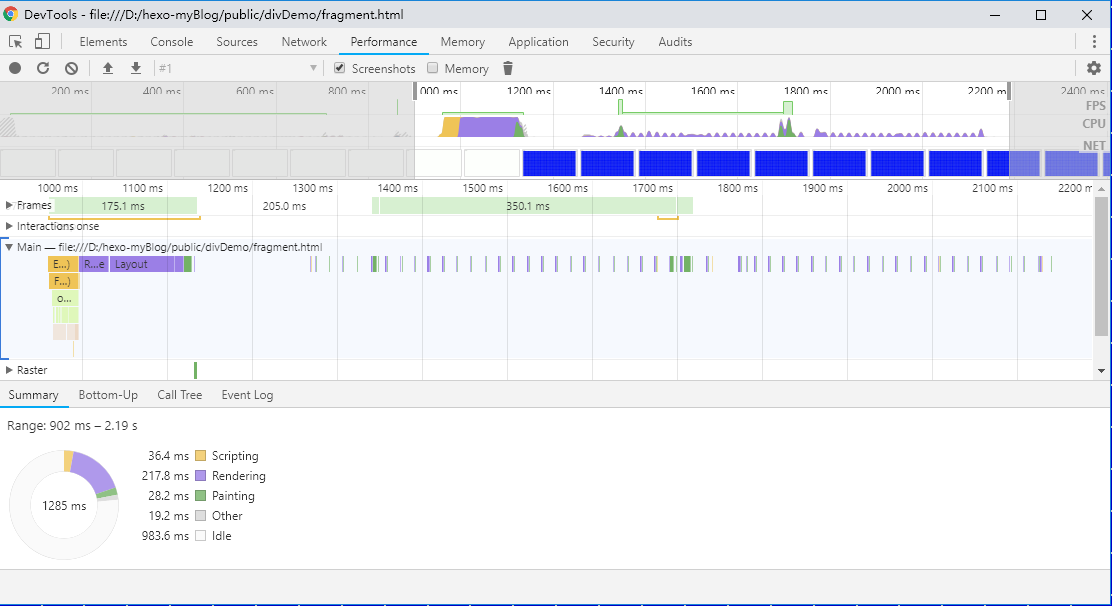 DevTools - file:///D:/hexo-myBlog/public/divDemo/fragment.html
Elements Console Sources Network Performance Memory Application Security Audits
#1 Screenshots Memory
200 ms 400 ms 600 ms 800 ms 000 ms 1200 ms 1400 ms 1600 ms 1800 ms 2000 ms 2200 m 2400 ms
FPS
CPU
NET
1000 ms 1100 ms 1200 ms 1300 ms 1400 ms 1500 ms 1600 ms 1700 ms 1800 ms 1900 ms 2000 ms 2100 ms 2200 m
Frames 175.1 ms 205.0 ms 350.1 ms
Interactions onse
Main — file:///D:/hexo-myBlog/public/divDemo/fragment.html
E...) R...e Layout
F...)
o...
Raster
Summary Bottom-Up Call Tree Event Log
Range: 902 ms – 2.19 s
36.4 ms Scripting
217.8 ms Rendering
28.2 ms Painting
1285 ms
19.2 ms Other
983.6 ms Idle